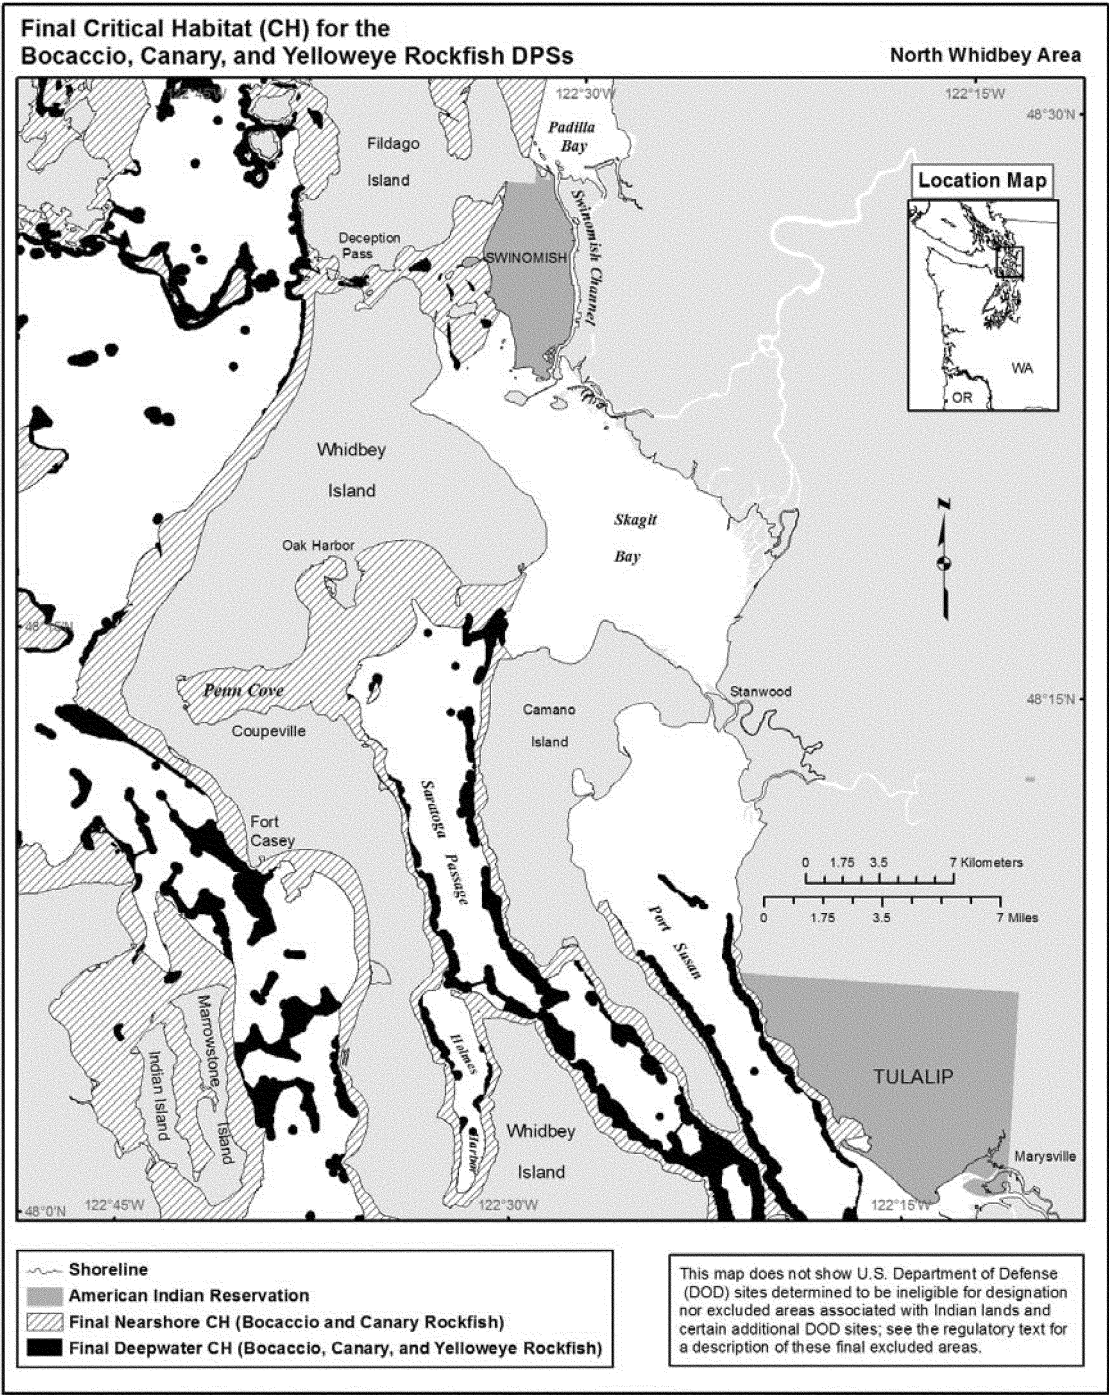 Final Critical Habitat (CH) for the
Bocaccio, Canary, and Yelloweye Rockfish DPSs
North Whidbey Area
122°45'W
122°30'W
122°15'W
48°30'N
Padilla
Bay
Fildago
Island
Location Map
Swinomish Channel
Deception
Pass
SWINOMISH
WA
OR
Whidbey
Island
Skagit
Bay
N
Oak Harbor
48°15'N
Penn Cove
Stanwood
48°15'N
Camano
Island
Coupeville
Saratoga Passage
Fort
Casey
0 1.75 3.5 7 Kilometers
0 1.75 3.5 7 Miles
Port Susan
Marrowstone Island
Indian Island
Holmes Harbor
TULALIP
Whidbey
Island
Marysville
48°0'N
122°45'W
122°30'W
122°15'W
Shoreline
American Indian Reservation
Final Nearshore CH (Bocaccio and Canary Rockfish)
Final Deepwater CH (Bocaccio, Canary, and Yelloweye Rockfish)
This map does not show U.S. Department of Defense
(DOD) sites determined to be ineligible for designation
nor excluded areas associated with Indian lands and
certain additional DOD sites; see the regulatory text for
a description of these final excluded areas.